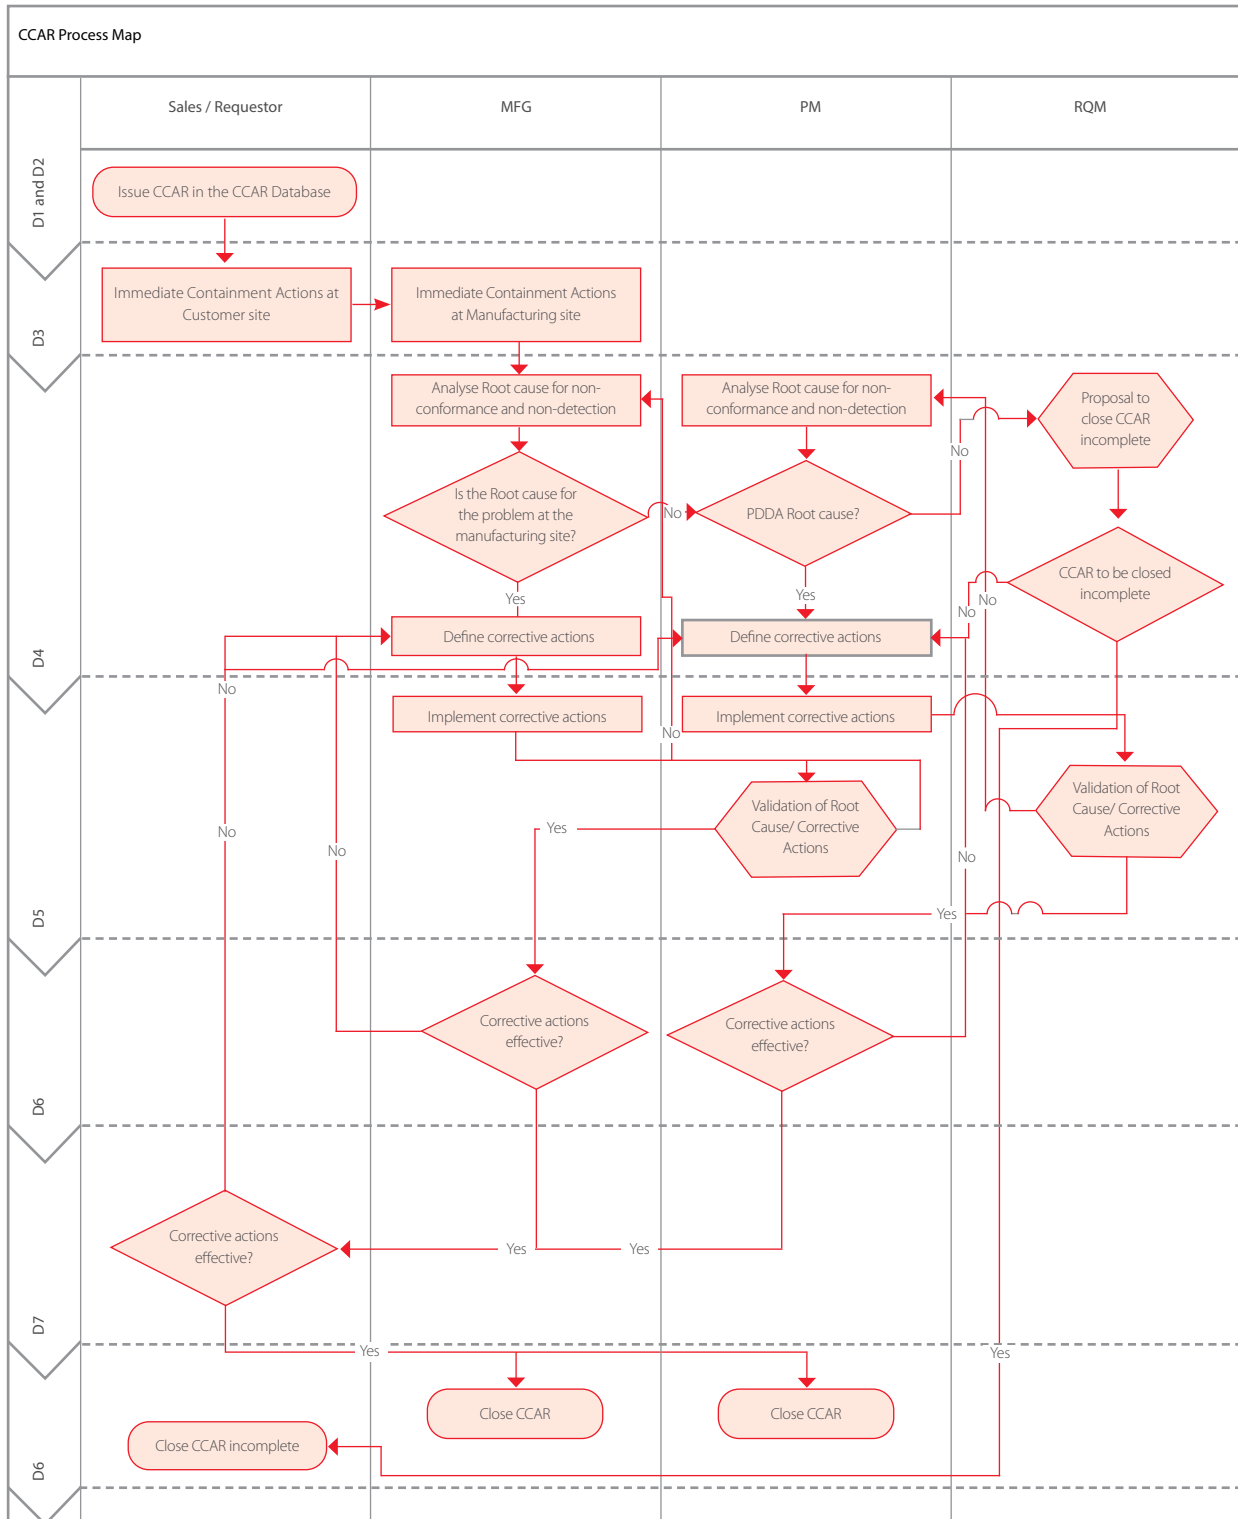 CCAR Process Map
Sales / Requestor
MFG
PM
RQM
D1 and D2
Issue CCAR in the CCAR Database
D3
Immediate Containment Actions at
Customer site
Immediate Containment Actions
at Manufacturing site
D4
Analyse Root cause for non-
conformance and non-detection
Analyse Root cause for non-
conformance and non-detection
Proposal to
close CCAR
incomplete
No
Is the Root cause for
the problem at the
manufacturing site?
No
PDDA Root cause?
CCAR to be closed
incomplete
Yes
Yes
No
No
Define corrective actions
Define corrective actions
No
D5
Implement corrective actions
Implement corrective actions
No
Validation of Root
Cause/ Corrective
Actions
Validation of Root
Cause/ Corrective
Actions
No
Yes
No
No
Yes
D6
Corrective actions
effective?
Corrective actions
effective?
D7
Corrective actions
effective?
Yes
Yes
Yes
Yes
D6
Close CCAR
Close CCAR
Close CCAR incomplete